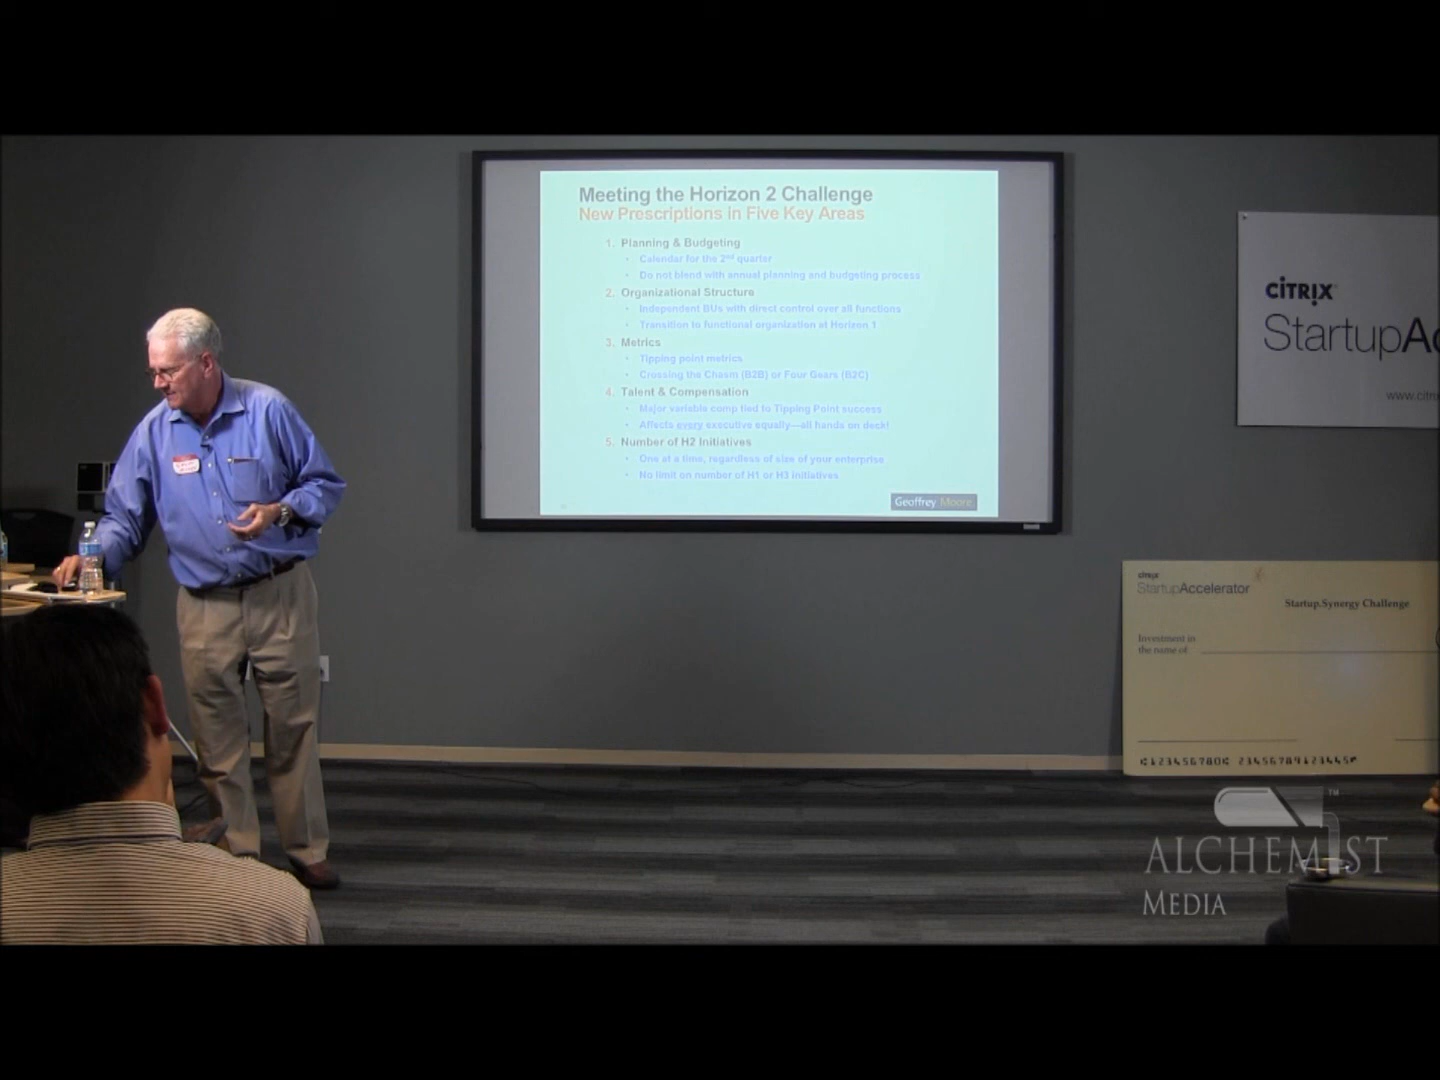 Meeting the Horizon 2 Challenge
New Prescriptions in Five Key Areas
1. Planning & Budgeting
• Calendar for the 2nd quarter
• Do not blend with annual planning and budgeting process
2. Organizational Structure
• Independent BUs with direct control over all functions
• Transition to functional organization at Horizon 1
3. Metrics
• Tipping point metrics
• Crossing the Chasm (B2B) or Four Gears (B2C)
4. Talent & Compensation
• Major variable comp tied to Tipping Point success
• Affects every executive equally—all hands on deck!
5. Number of H2 Initiatives
• One at a time, regardless of size of your enterprise
• No limit on number of H1 or H3 initiatives
Geoffrey Moore
CITRIX
StartupAc
www.citri
citrix
StartupAccelerator
Startup.Synergy Challenge
Investment in
the name of
ALCHEMIST™
MEDIA